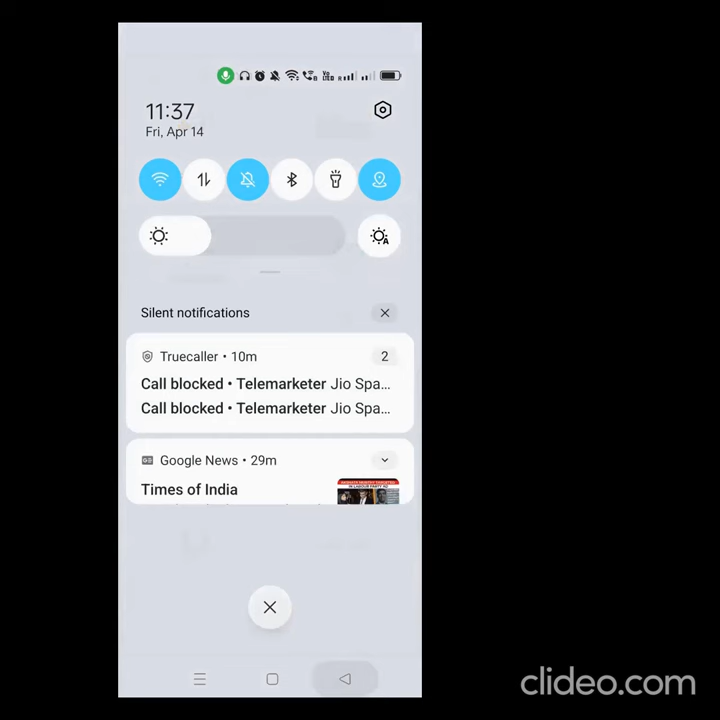 11:37
Fri, Apr 14
Silent notifications
Truecaller • 10m
2
Call blocked • Telemarketer Jio Spa...
Call blocked • Telemarketer Jio Spa...
Google News • 29m
Times of India
clideo.com